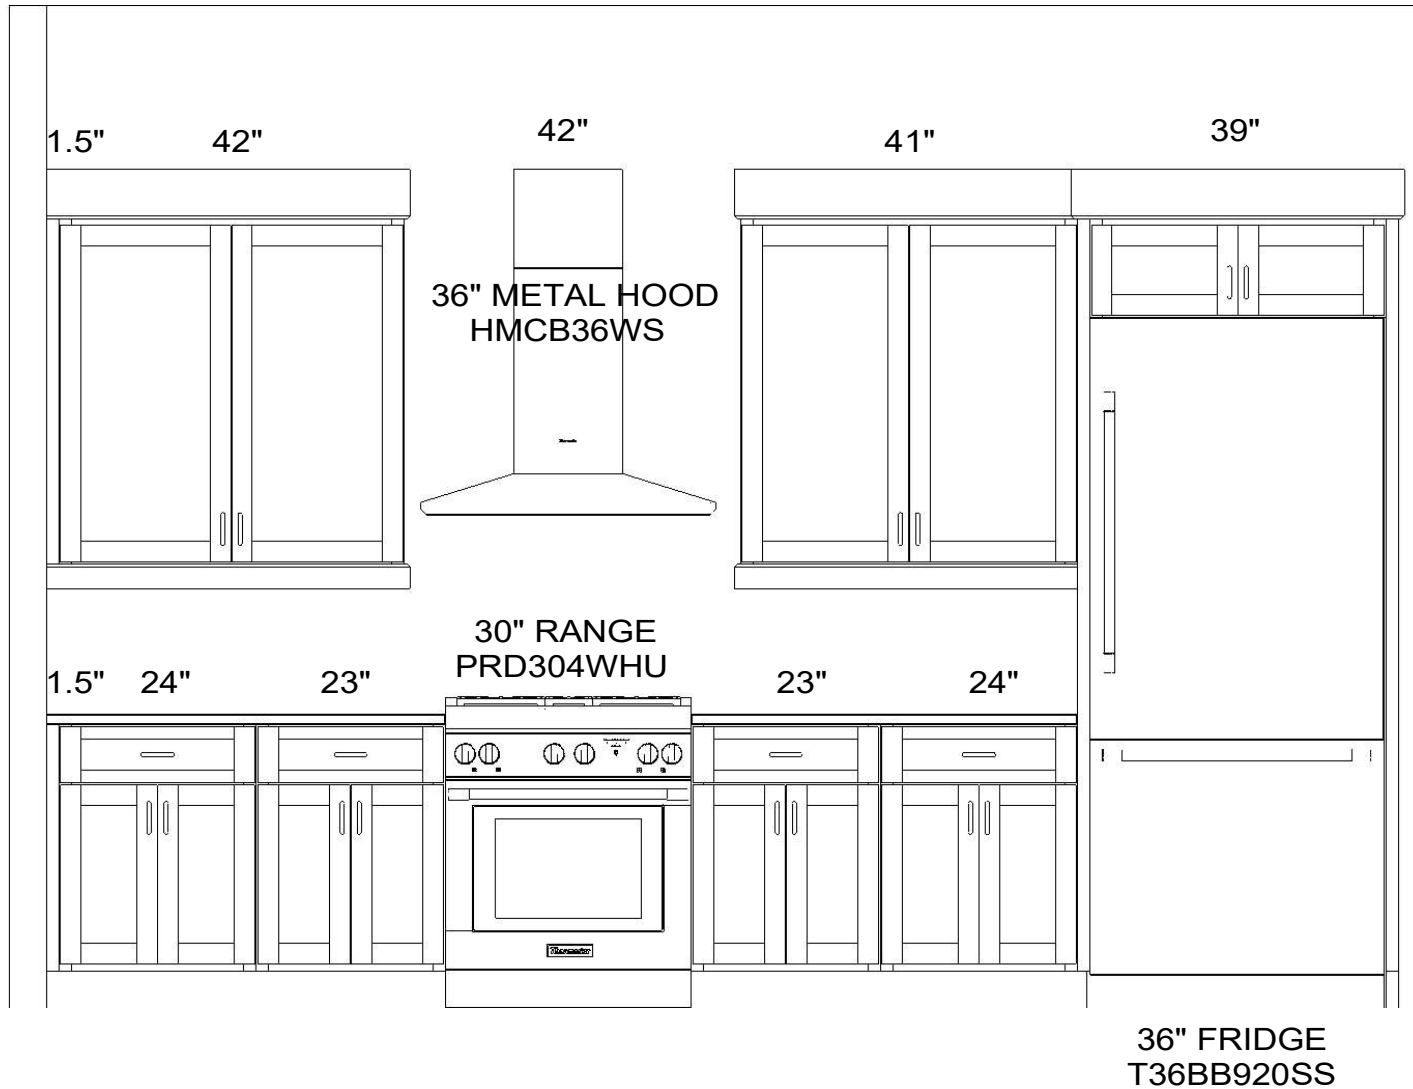 1.5" 42" 42" 41" 39"
36" METAL HOOD
HMCB36WS
30" RANGE
PRD304WHU
1.5" 24" 23" 23" 24"
Thermador
36" FRIDGE
T36BB920SS